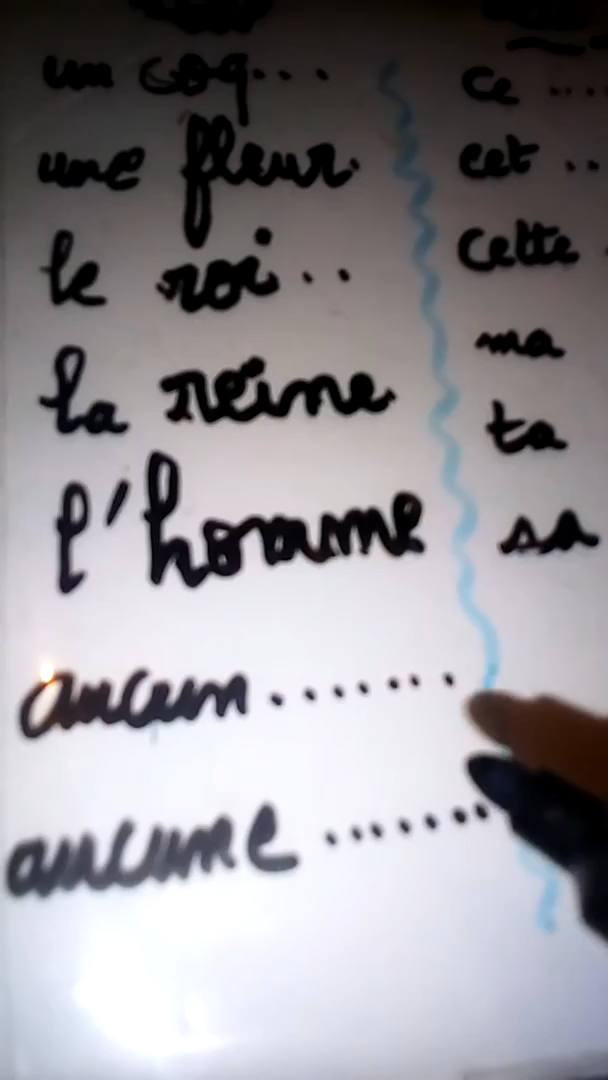 un coq...
une fleur.
le roi...
la reine
l'homme
aucun.......
aucune.......
ce ....
cet ..
cette .
ma
ta
sa